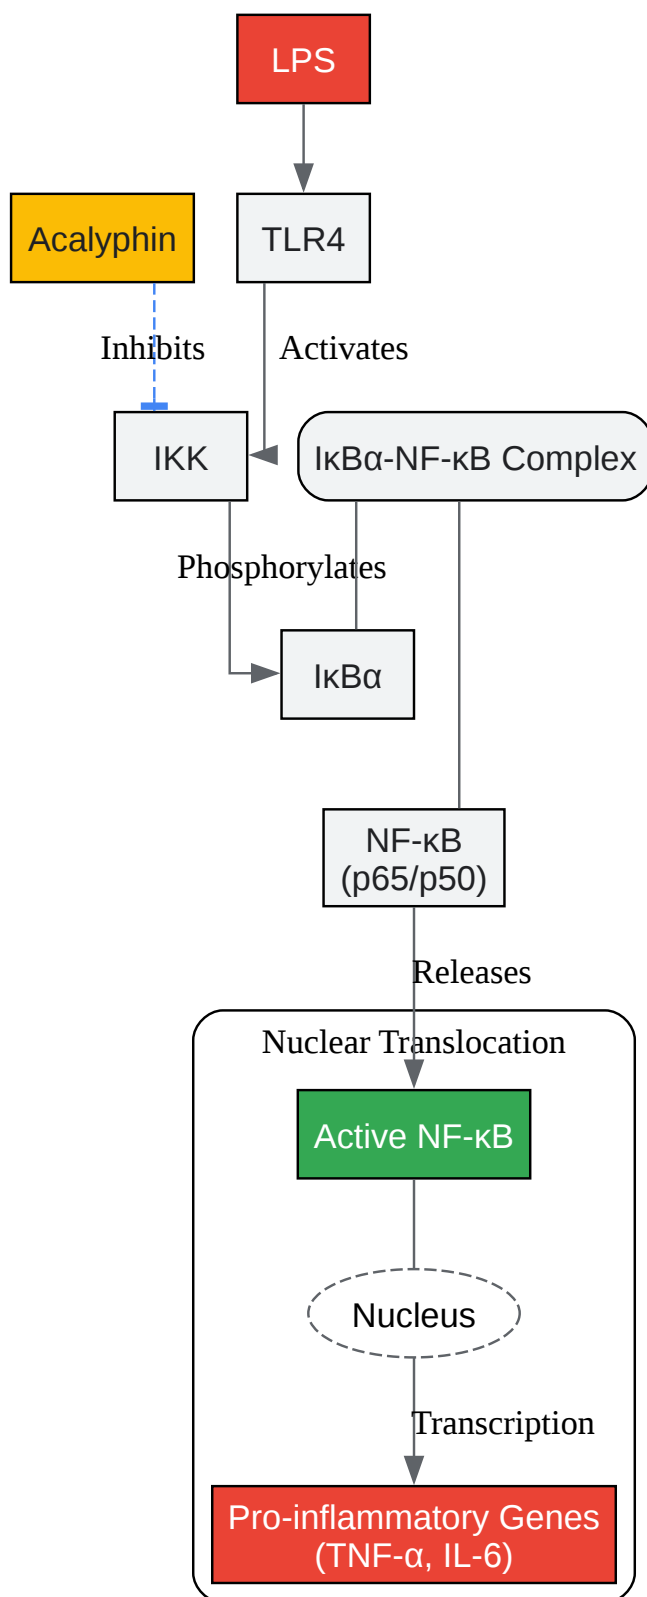 LPS
Acalyphin
TLR4
Inhibits
Activates
IKK
IκBα-NF-κB Complex
Phosphorylates
IκBα
NF-κB
(p65/p50)
Releases
Nuclear Translocation
Active NF-κB
Nucleus
Transcription
Pro-inflammatory Genes
(TNF-α, IL-6)